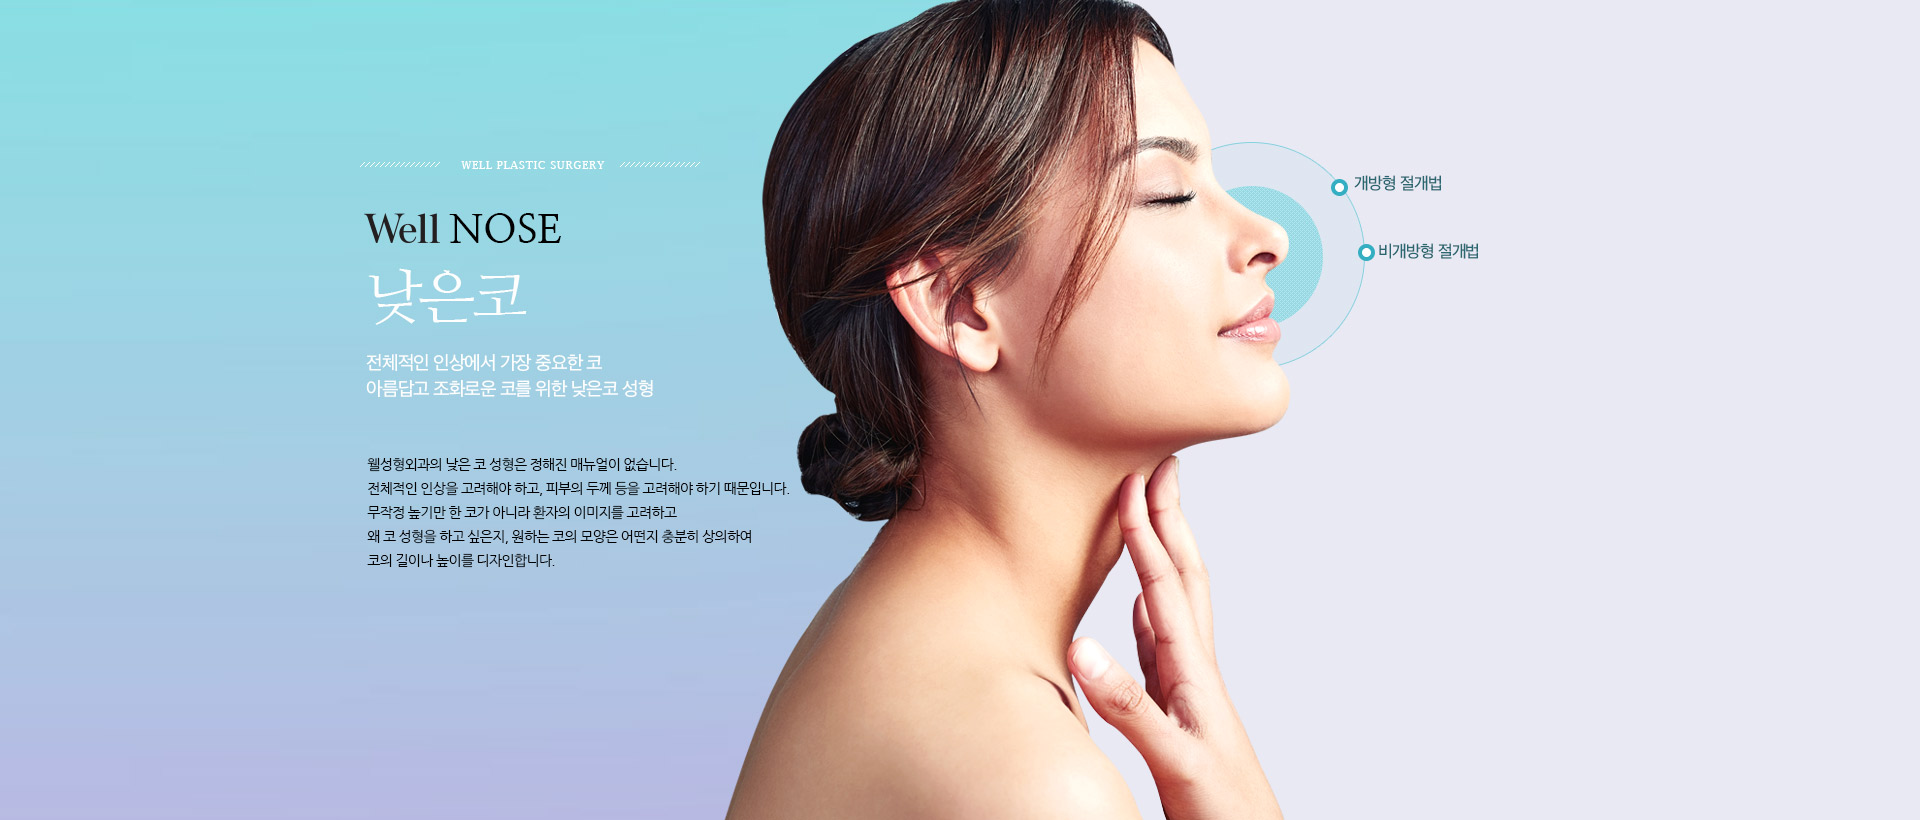 WELL PLASTIC SURGERY
Well NOSE
낮은코
전체적인 인상에서 가장 중요한 코
아름답고 조화로운 코를 위한 낮은코 성형
웰성형외과의 낮은 코 성형은 정해진 매뉴얼이 없습니다.
전체적인 인상을 고려해야 하고, 피부의 두께 등을 고려해야 하기 때문입니다.
무작정 높기만 한 코가 아니라 환자의 이미지를 고려하고
왜 코 성형을 하고 싶은지, 원하는 코의 모양은 어떤지 충분히 상의하여
코의 길이나 높이를 디자인합니다.
개방형 절개법
비개방형 절개법